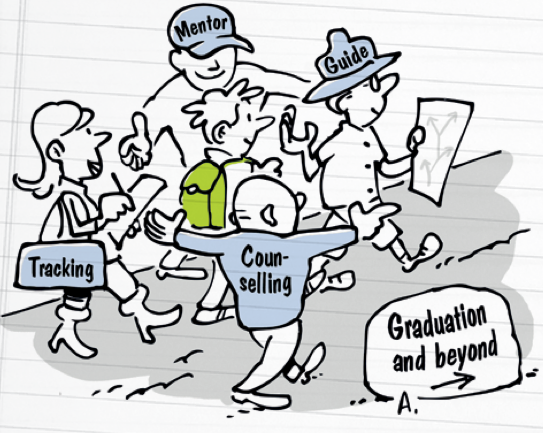 Mentor
Guide
Tracking
Coun-
selling
Graduation
and beyond
A.